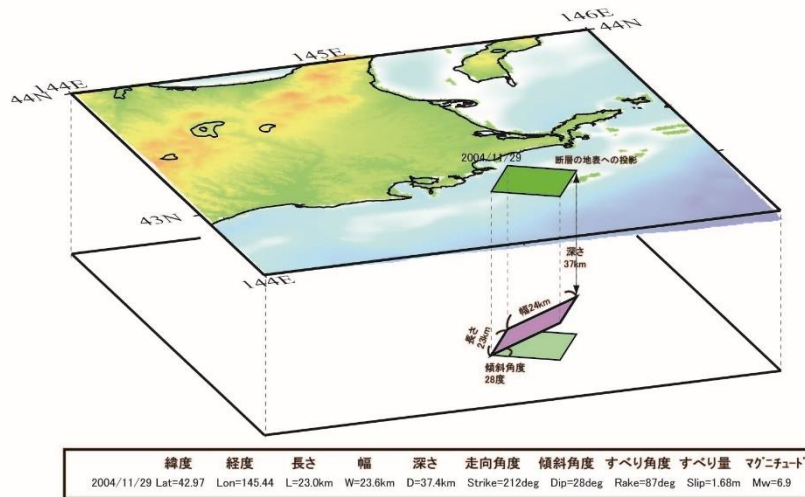 146E
44N
145E
144E
44N
2004/11/29
断層の地表への投影
43N
144E
深さ
37km
幅24km
長さ
23km
傾斜角度
28度
緯度 経度 長さ 幅 深さ 走向角度 傾斜角度 すべり角度 すべり量 マグニチュード
2004/11/29 Lat=42.97 Lon=145.44 L=23.0km W=23.6km D=37.4km Strike=212deg Dip=28deg Rake=87deg Slip=1.68m Mw=6.9